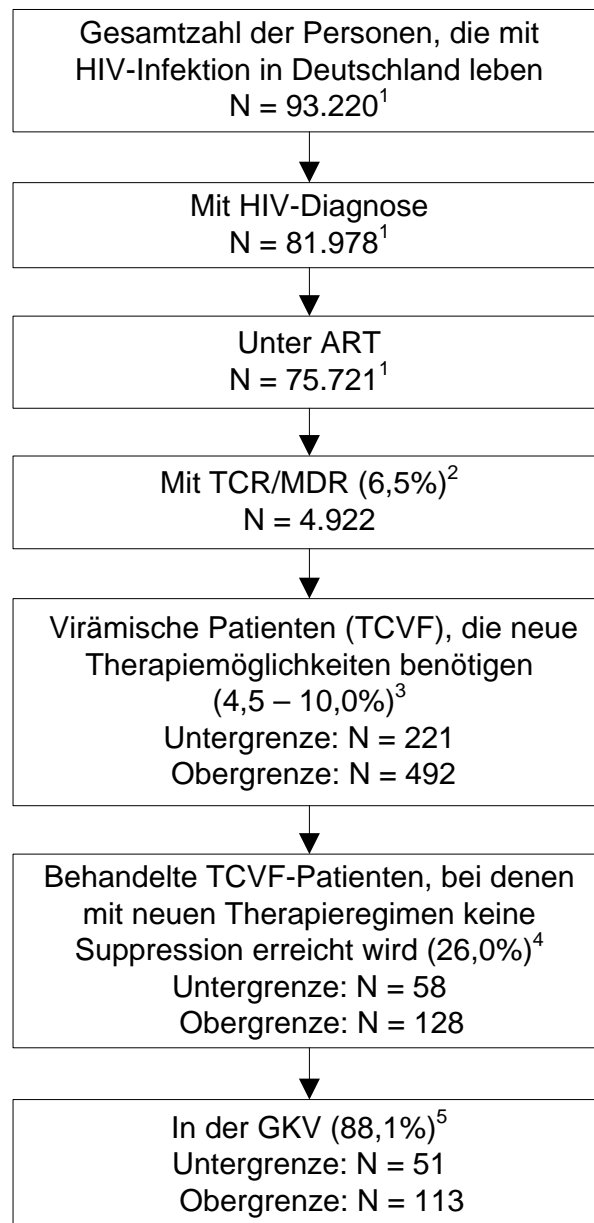 Gesamtzahl der Personen, die mit
HIV-Infektion in Deutschland leben
N = 93.220¹
Mit HIV-Diagnose
N = 81.978¹
Unter ART
N = 75.721¹
Mit TCR/MDR (6,5%)²
N = 4.922
Virämische Patienten (TCVF), die neue
Therapiemöglichkeiten benötigen
(4,5 – 10,0%)³
Untergrenze: N = 221
Obergrenze: N = 492
Behandelte TCVF-Patienten, bei denen
mit neuen Therapieregimen keine
Suppression erreicht wird (26,0%)⁴
Untergrenze: N = 58
Obergrenze: N = 128
In der GKV (88,1%)⁵
Untergrenze: N = 51
Obergrenze: N = 113